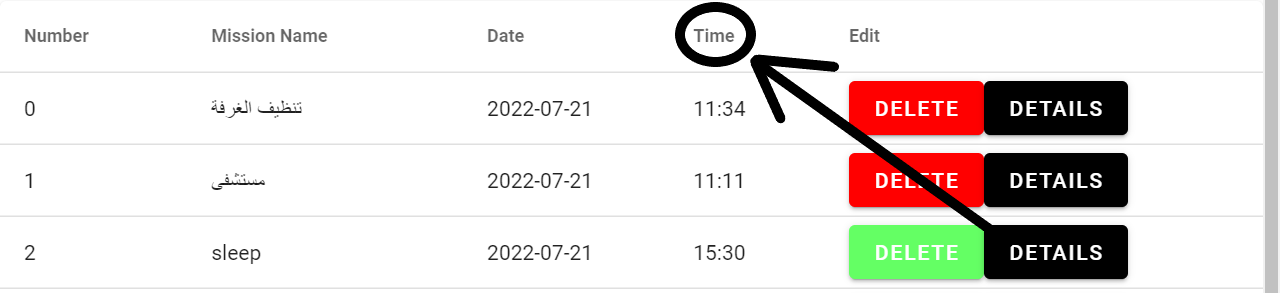 Number Mission Name Date Time Edit
0 تنظيف الغرفة 2022-07-21 11:34 DELETE DETAILS
1 مستشفى 2022-07-21 11:11 DELETE DETAILS
2 sleep 2022-07-21 15:30 DELETE DETAILS